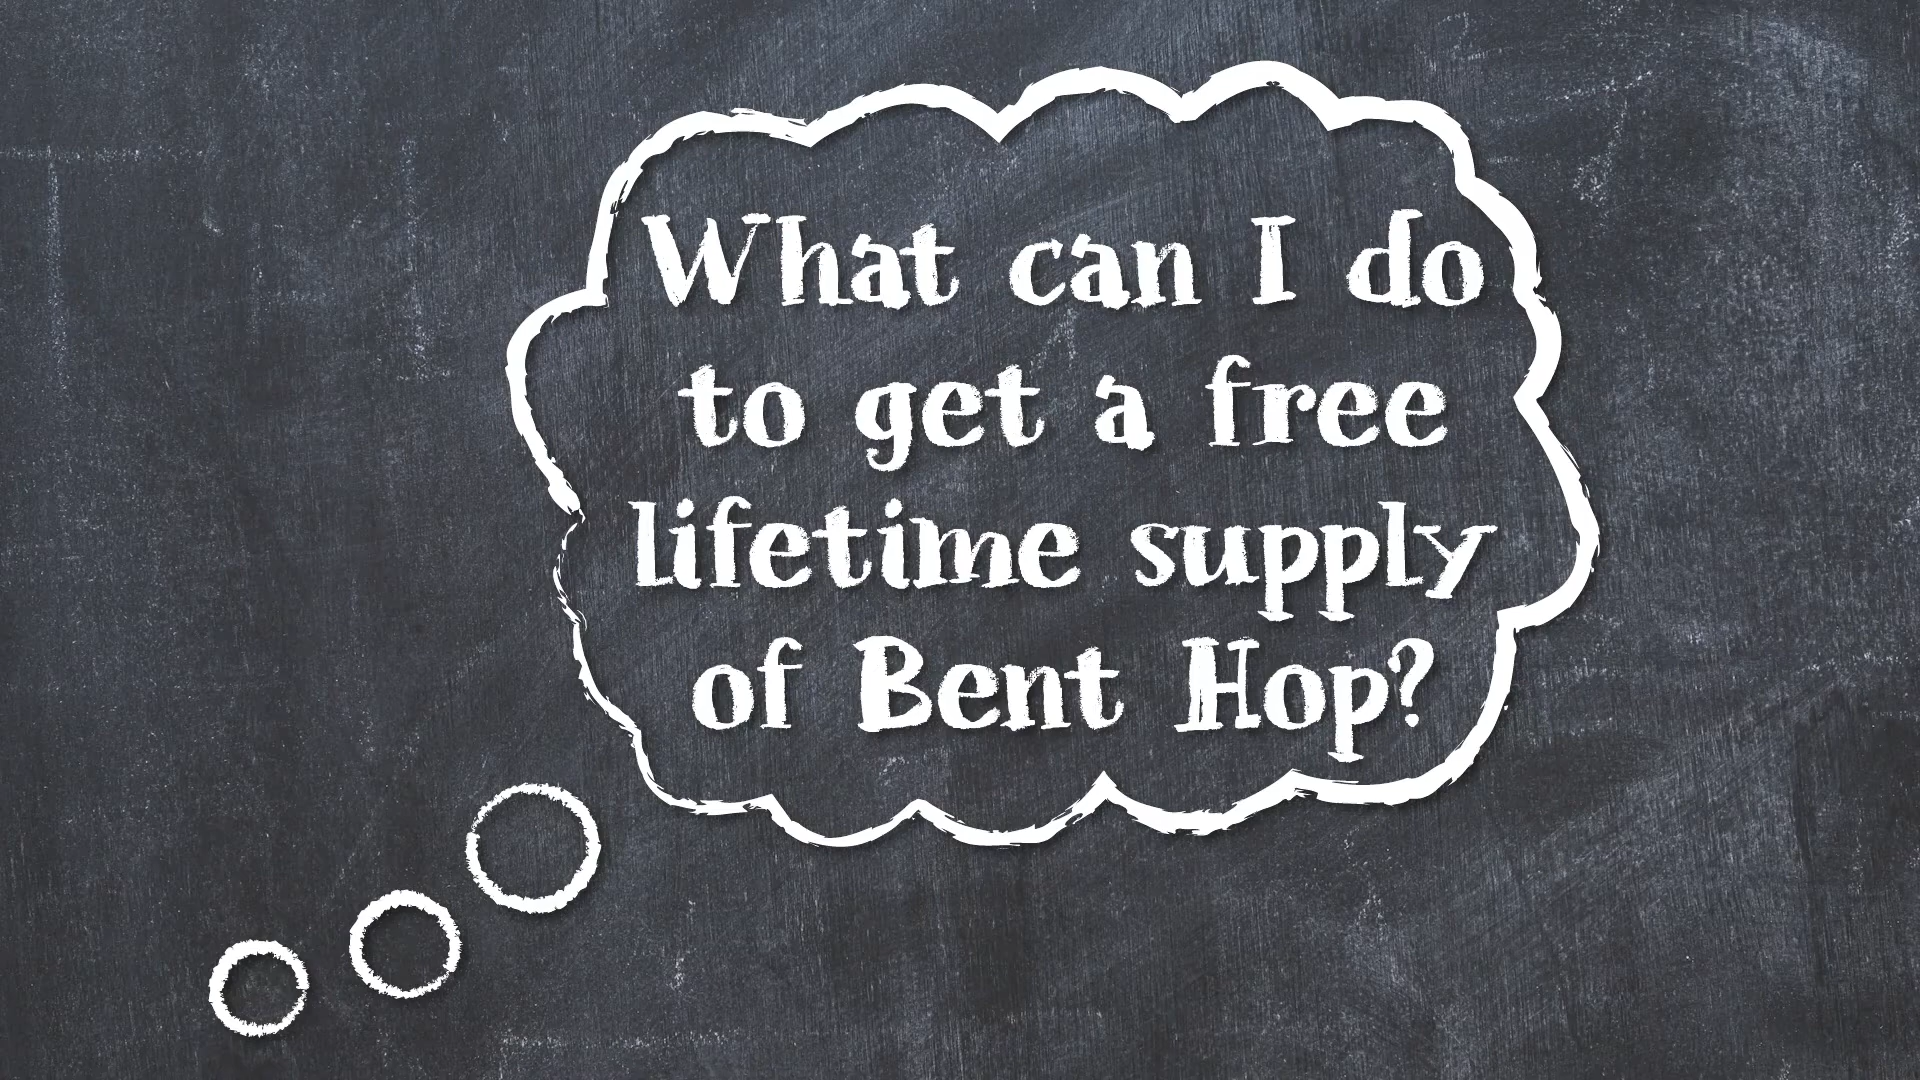 What can I do
to get a free
lifetime supply
of Bent Hop?